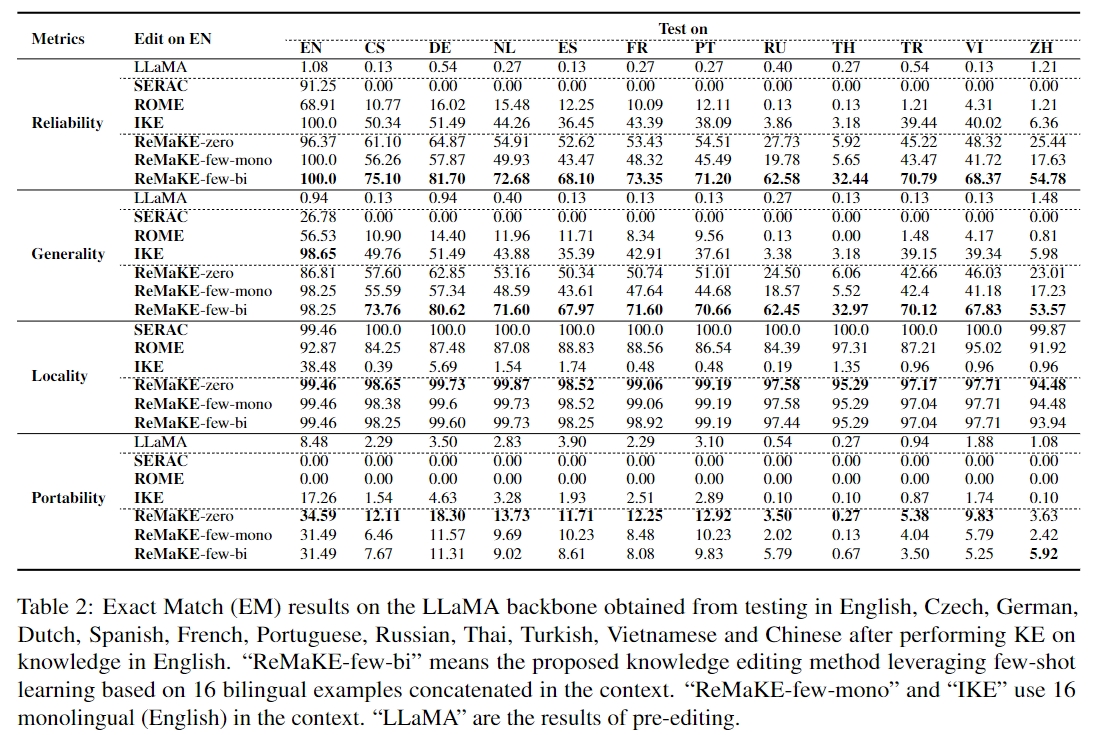 Metrics Edit on EN Test on
EN CS DE NL ES FR PT RU TH TR VI ZH
LLaMA 1.08 0.13 0.54 0.27 0.13 0.27 0.27 0.40 0.27 0.54 0.13 1.21
SERAC 91.25 0.00 0.00 0.00 0.00 0.00 0.00 0.00 0.00 0.00 0.00 0.00
ROME 68.91 10.77 16.02 15.48 12.25 10.09 12.11 0.13 0.13 1.21 4.31 1.21
Reliability IKE 100.0 50.34 51.49 44.26 36.45 43.39 38.09 3.86 3.18 39.44 40.02 6.36
ReMaKE-zero 96.37 61.10 64.87 54.91 52.62 53.43 54.51 27.73 5.92 45.22 48.32 25.44
ReMaKE-few-mono 100.0 56.26 57.87 49.93 43.47 48.32 45.49 19.78 5.65 43.47 41.72 17.63
ReMaKE-few-bi 100.0 75.10 81.70 72.68 68.10 73.35 71.20 62.58 32.44 70.79 68.37 54.78
LLaMA 0.94 0.13 0.94 0.40 0.13 0.13 0.13 0.27 0.13 0.13 0.13 1.48
SERAC 26.78 0.00 0.00 0.00 0.00 0.00 0.00 0.00 0.00 0.00 0.00 0.00
ROME 56.53 10.90 14.40 11.96 11.71 8.34 9.56 0.13 0.00 1.48 4.17 0.81
Generality IKE 98.65 49.76 51.49 43.88 35.39 42.91 37.61 3.38 3.18 39.15 39.34 5.98
ReMaKE-zero 86.81 57.60 62.85 53.16 50.34 50.74 51.01 24.50 6.06 42.66 46.03 23.01
ReMaKE-few-mono 98.25 55.59 57.34 48.59 43.61 47.64 44.68 18.57 5.52 42.4 41.18 17.23
ReMaKE-few-bi 98.25 73.76 80.62 71.60 67.97 71.60 70.66 62.45 32.97 70.12 67.83 53.57
SERAC 99.46 100.0 100.0 100.0 100.0 100.0 100.0 100.0 100.0 100.0 100.0 99.87
ROME 92.87 84.25 87.48 87.08 88.83 88.56 86.54 84.39 97.31 87.21 95.02 91.92
Locality IKE 38.48 0.39 5.69 1.54 1.74 0.48 0.48 0.19 1.35 0.96 0.96 0.96
ReMaKE-zero 99.46 98.65 99.73 99.87 98.52 99.06 99.19 97.58 95.29 97.17 97.71 94.48
ReMaKE-few-mono 99.46 98.38 99.6 99.73 98.52 99.06 99.19 97.58 95.29 97.04 97.71 94.48
ReMaKE-few-bi 99.46 98.25 99.60 99.73 98.25 98.92 99.19 97.44 95.29 97.04 97.71 93.94
LLaMA 8.48 2.29 3.50 2.83 3.90 2.29 3.10 0.54 0.27 0.94 1.88 1.08
SERAC 0.00 0.00 0.00 0.00 0.00 0.00 0.00 0.00 0.00 0.00 0.00 0.00
ROME 0.00 0.00 0.00 0.00 0.00 0.00 0.00 0.00 0.00 0.00 0.00 0.00
Portability IKE 17.26 1.54 4.63 3.28 1.93 2.51 2.89 0.10 0.10 0.87 1.74 0.10
ReMaKE-zero 34.59 12.11 18.30 13.73 11.71 12.25 12.92 3.50 0.27 5.38 9.83 3.63
ReMaKE-few-mono 31.49 6.46 11.57 9.69 10.23 8.48 10.23 2.02 0.13 4.04 5.79 2.42
ReMaKE-few-bi 31.49 7.67 11.31 9.02 8.61 8.08 9.83 5.79 0.67 3.50 5.25 5.92
Table 2: Exact Match (EM) results on the LLaMA backbone obtained from testing in English, Czech, German,
Dutch, Spanish, French, Portuguese, Russian, Thai, Turkish, Vietnamese and Chinese after performing KE on
knowledge in English. “ReMaKE-few-bi” means the proposed knowledge editing method leveraging few-shot
learning based on 16 bilingual examples concatenated in the context. “ReMaKE-few-mono” and “IKE” use 16
monolingual (English) in the context. “LLaMA” are the results of pre-editing.